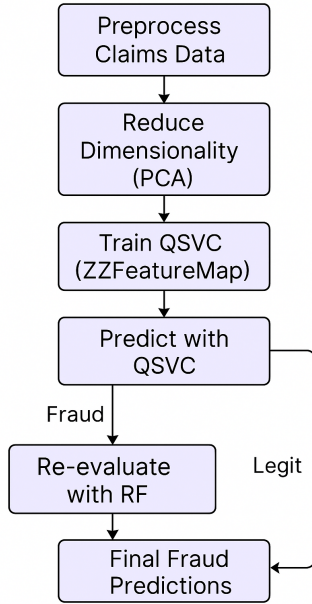 Preprocess
Claims Data
Reduce
Dimensionality
(PCA)
Train QSVC
(ZZFeatureMap)
Predict with
QSVC
Fraud
Re-evaluate
with RF
Legit
Final Fraud
Predictions